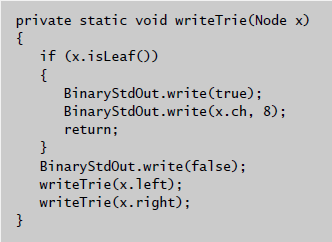 private static void writeTrie(Node x)
{
   if (x.isLeaf())
   {
      BinaryStdOut.write(true);
      BinaryStdOut.write(x.ch, 8);
      return;
   }
   BinaryStdOut.write(false);
   writeTrie(x.left);
   writeTrie(x.right);
}